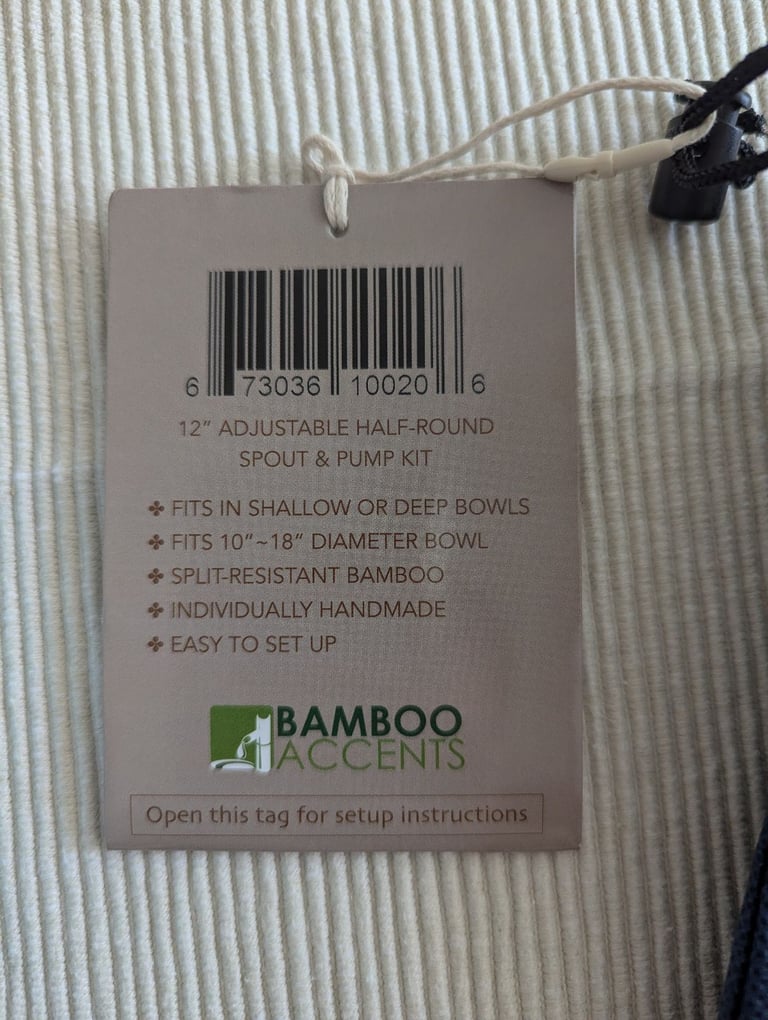 6 73036 10020 6
12” ADJUSTABLE HALF-ROUND
SPOUT & PUMP KIT
✤ FITS IN SHALLOW OR DEEP BOWLS
✤ FITS 10“~18“ DIAMETER BOWL
✤ SPLIT-RESISTANT BAMBOO
✤ INDIVIDUALLY HANDMADE
✤ EASY TO SET UP
BAMBOO
ACCENTS
Open this tag for setup instructions